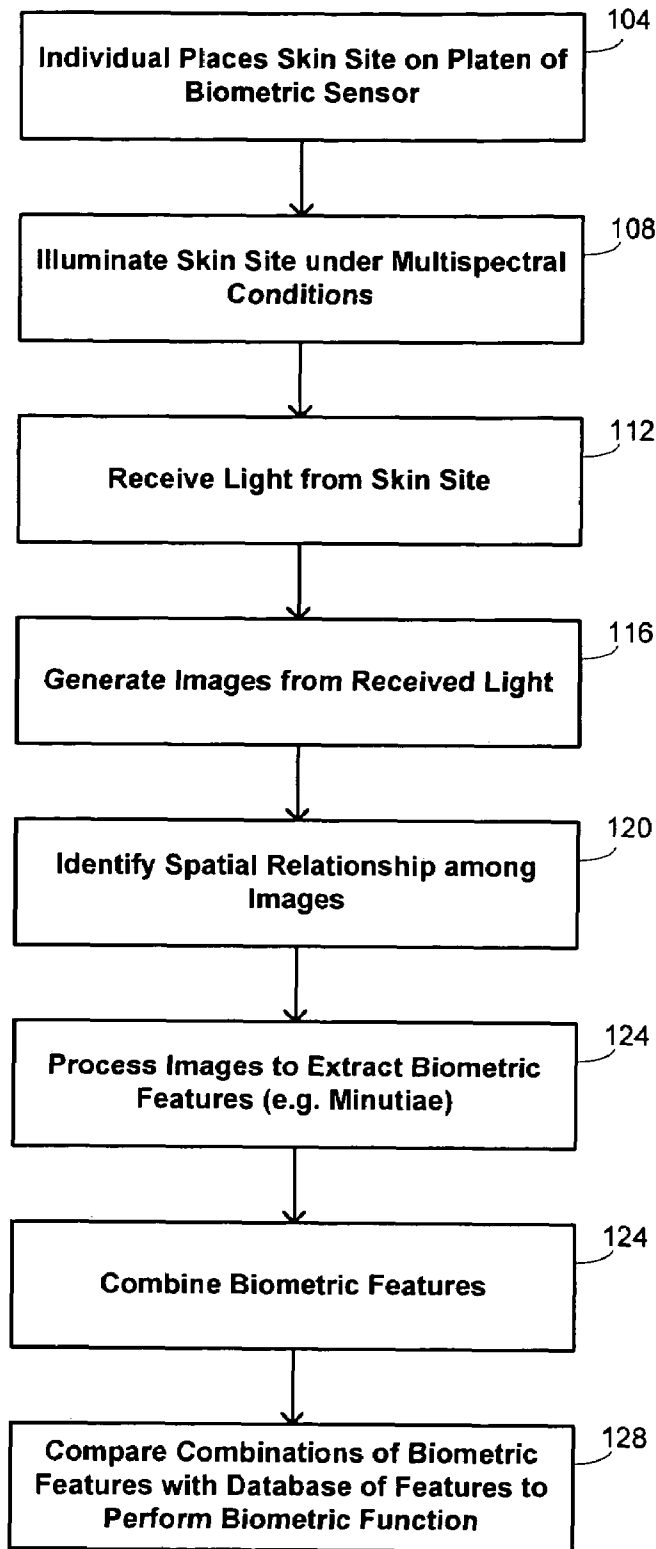 104
Individual Places Skin Site on Platen of
Biometric Sensor
108
Illuminate Skin Site under Multispectral
Conditions
112
Receive Light from Skin Site
116
Generate Images from Received Light
120
Identify Spatial Relationship among
Images
124
Process Images to Extract Biometric
Features (e.g. Minutiae)
124
Combine Biometric Features
128
Compare Combinations of Biometric
Features with Database of Features to
Perform Biometric Function